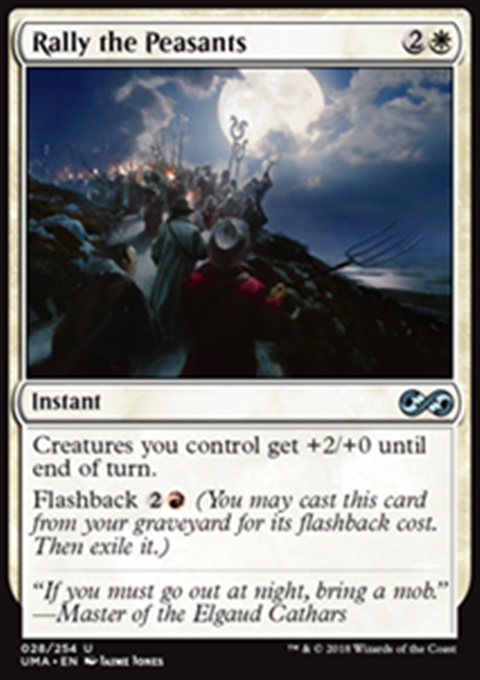 Rally the Peasants 2
Instant
Creatures you control get +2/+0 until
end of turn.
Flashback 2 (You may cast this card
from your graveyard for its flashback cost.
Then exile it.)
“If you must go out at night, bring a mob.”
—Master of the Elgaud Cathars
028/254 U
UMA • EN Jaime Jones
™ & © 2018 Wizards of the Coast